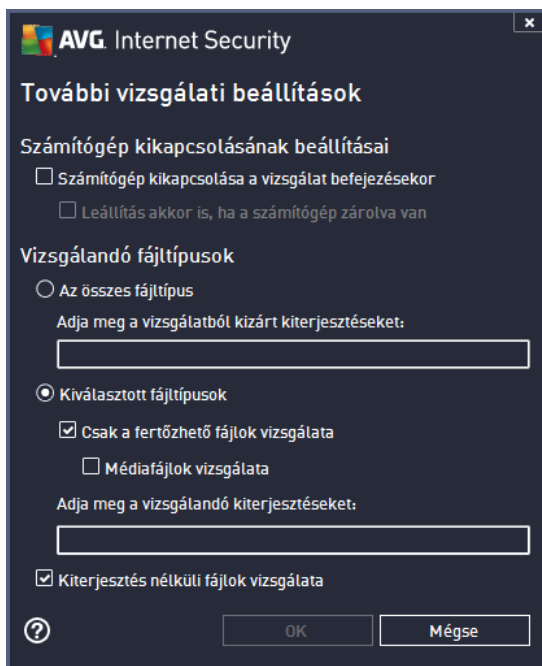 AVG. Internet Security
További vizsgálati beállítások
Számítógép kikapcsolásának beállításai
Számítógép kikapcsolása a vizsgálat befejezésekor
Leállítás akkor is, ha a számítógép zárolva van
Vizsgálandó fájltípusok
Az összes fájltípus
Adja meg a vizsgálatból kizárt kiterjesztéseket:
Kiválasztott fájltípusok
Csak a fertőzhető fájlok vizsgálata
Médiafájlok vizsgálata
Adja meg a vizsgálandó kiterjesztéseket:
Kiterjesztés nélküli fájlok vizsgálata
? OK Mégse